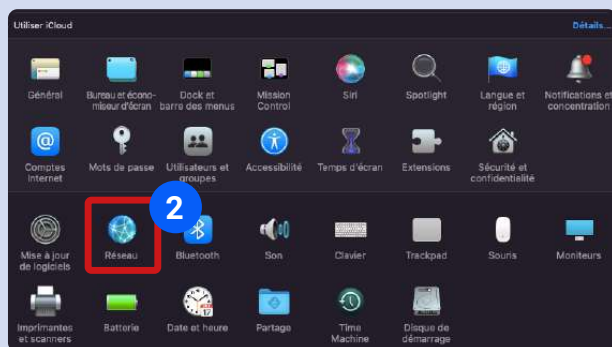 Utiliser iCloud
Détails...
Général
Bureau et écono-
miseur d'écran
Dock et
barre des menus
Mission
Control
Siri
Spotlight
Langue et
région
Notifications et
concentration
Comptes
Internet
Mots de passe
Utilisateurs et
groupes
Accessibilité
Temps d'écran
Extensions
Sécurité et
confidentialité
2
Mise à jour
de logiciels
Réseau
Bluetooth
Son
Clavier
Trackpad
Souris
Moniteurs
Imprimantes
et scanners
Batterie
Date et heure
Partage
Time
Machine
Disque de
démarrage